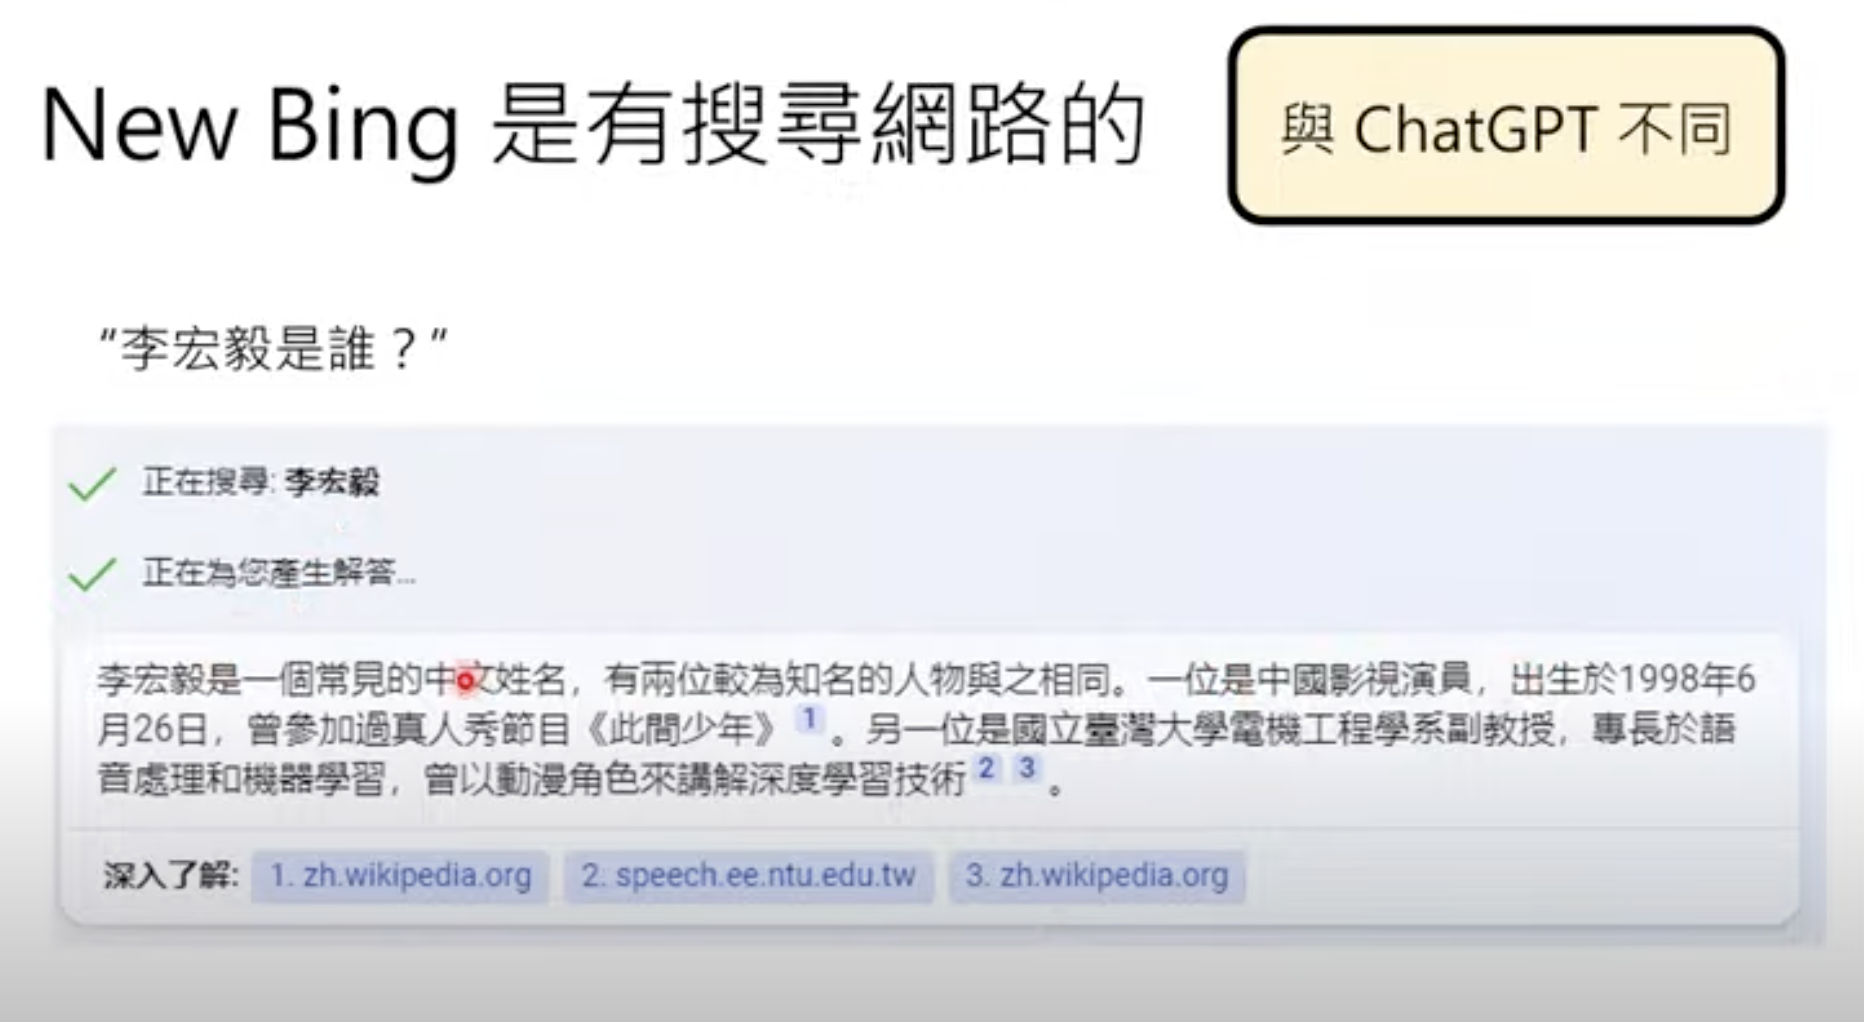 New Bing 是有搜尋網路的
與 ChatGPT 不同
“李宏毅是誰？”
正在搜尋: 李宏毅
正在為您產生解答...
李宏毅是一個常見的中文姓名，有兩位較為知名的人物與之相同。一位是中國影視演員，出生於1998年6
月26日，曾參加過真人秀節目《此間少年》 1 。另一位是國立臺灣大學電機工程學系副教授，專長於語
音處理和機器學習，曾以動漫角色來講解深度學習技術 2 3 。
深入了解: 1. zh.wikipedia.org 2. speech.ee.ntu.edu.tw 3. zh.wikipedia.org